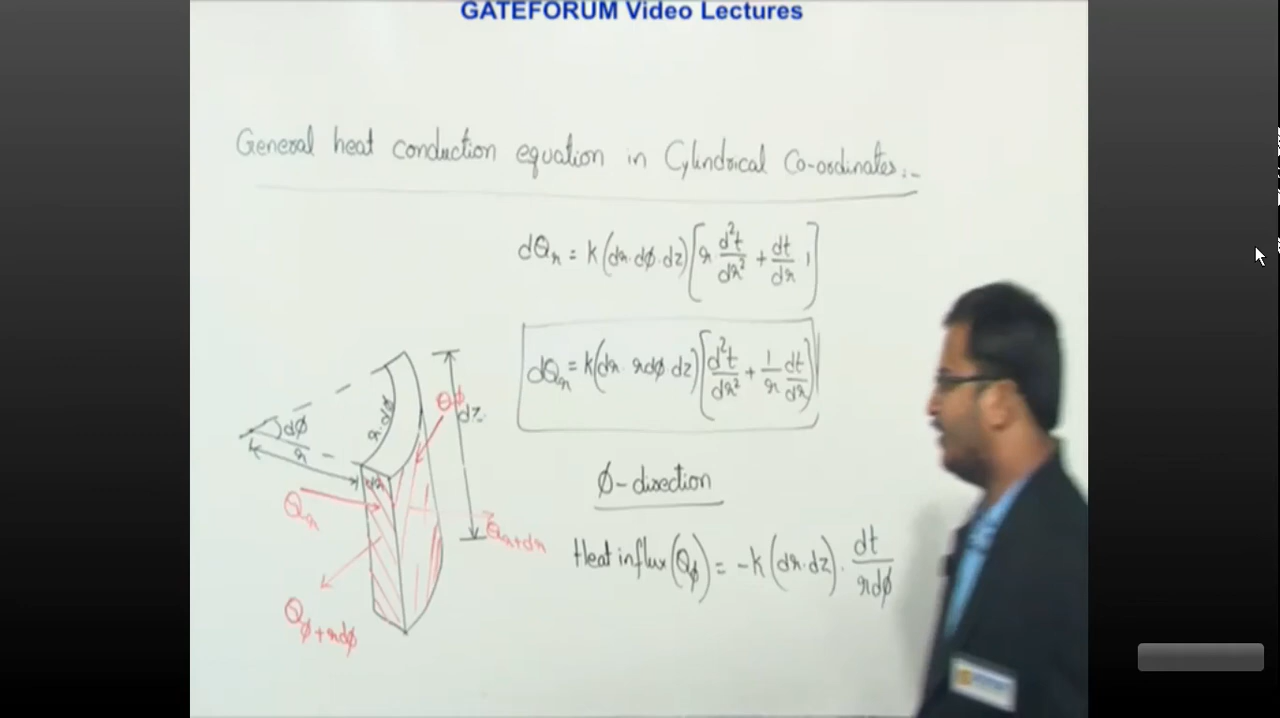 GATEFORUM Video Lectures
General heat conduction equation in Cylindrical Co-ordinates:-
dQr = k(dr·dφ·dz)[r·d²t/dr² + dt/dr·1]
dQr = k(dr·rdφ·dz)[d²t/dr² + 1/r dt/dr]
φ-direction
Heat influx(Qφ) = -k(dr·dz)·dt/rdφ
dφ
r
r·dφ
dr
Qφ
dz
Qr
Qr+dr
Qφ+rdφ